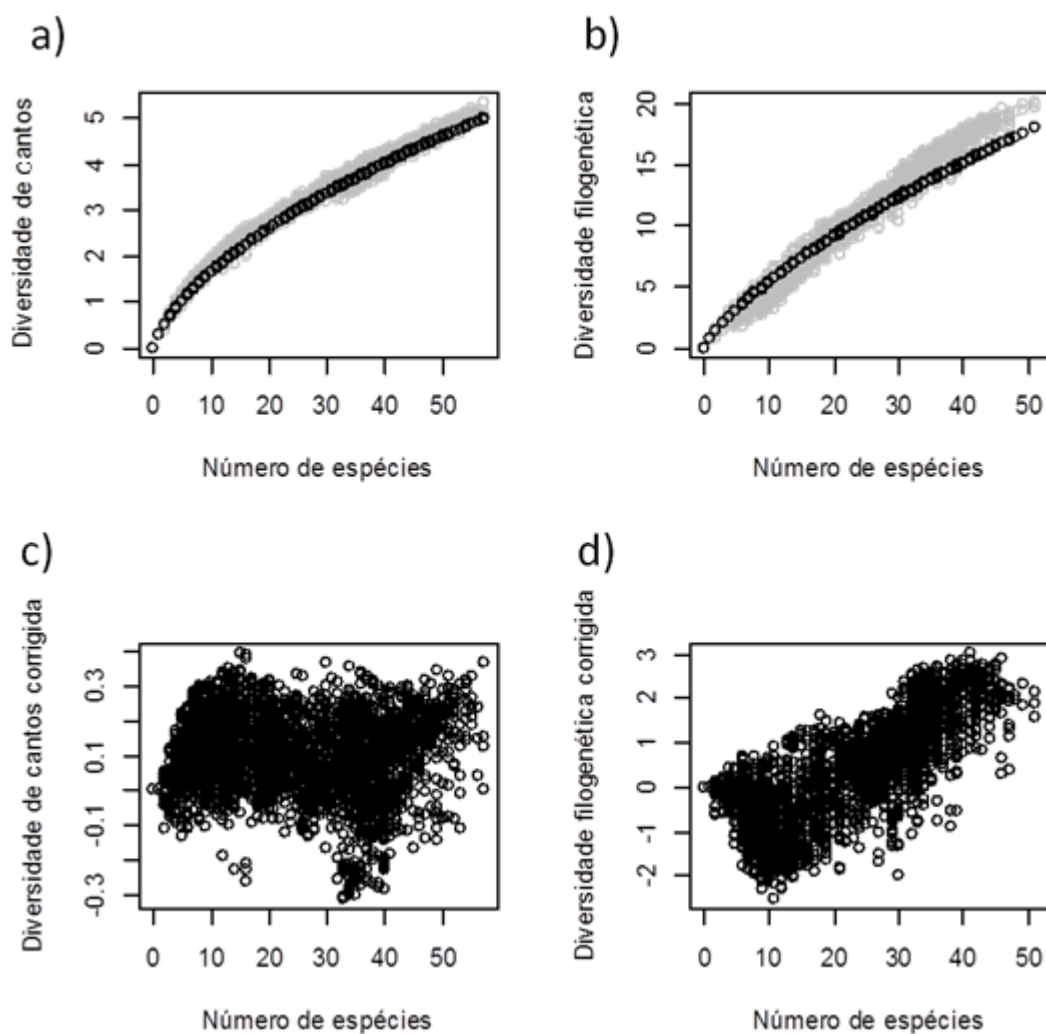 a)
Diversidade de cantos
0 1 2 3 4 5
0 10 20 30 40 50
Número de espécies
b)
Diversidade filogenética
0 5 10 15 20
0 10 20 30 40 50
Número de espécies
c)
Diversidade de cantos corrigida
-0.3 -0.1 0.1 0.3
0 10 20 30 40 50
Número de espécies
d)
Diversidade filogenética corrigida
-2 -1 0 1 2 3
0 10 20 30 40 50
Número de espécies